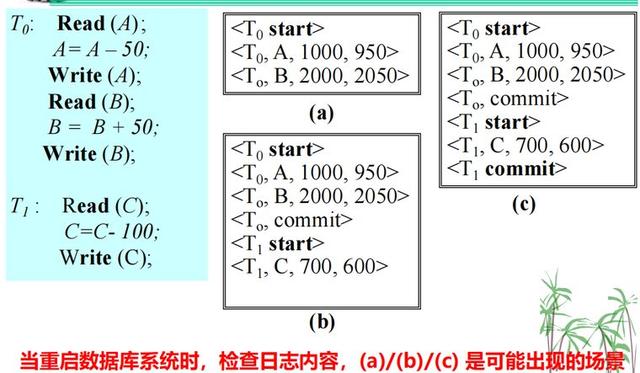 T₀: Read (A);
A= A – 50;
Write (A);
Read (B);
B = B + 50;
Write (B);
T₁ : Read (C);
C=C- 100;
Write (C);
<T₀ start>
<T₀, A, 1000, 950>
<Tₒ, B, 2000, 2050>
(a)
<T₀ start>
<T₀, A, 1000, 950>
<Tₒ, B, 2000, 2050>
<Tₒ, commit>
<T₁ start>
<T₁, C, 700, 600>
(b)
<T₀ start>
<T₀, A, 1000, 950>
<Tₒ, B, 2000, 2050>
<Tₒ, commit>
<T₁ start>
<T₁, C, 700, 600>
<T₁ commit>
(c)
当重启数据库系统时，检查日志内容，(a)/(b)/(c) 是可能出现的场景